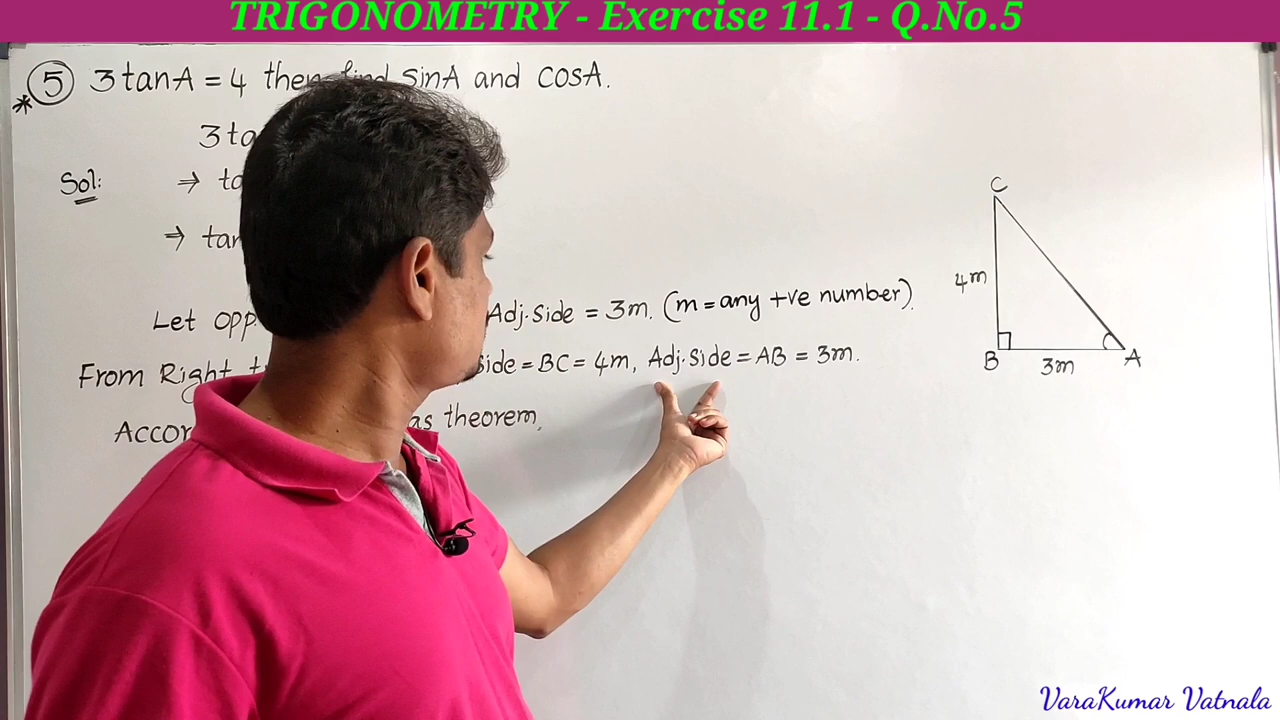 TRIGONOMETRY - Exercise 11.1 - Q.No.5
* 5 3tanA = 4 then find sinA and cosA.
3ta
Sol: ⇒ ta
⇒ tan
Let opp. Adj.Side = 3m. (m = any +ve number).
From Right Side = BC = 4m, Adj.Side = AB = 3m.
theorem,
C
4m
B
3m
A
VaraKumar Vatnala